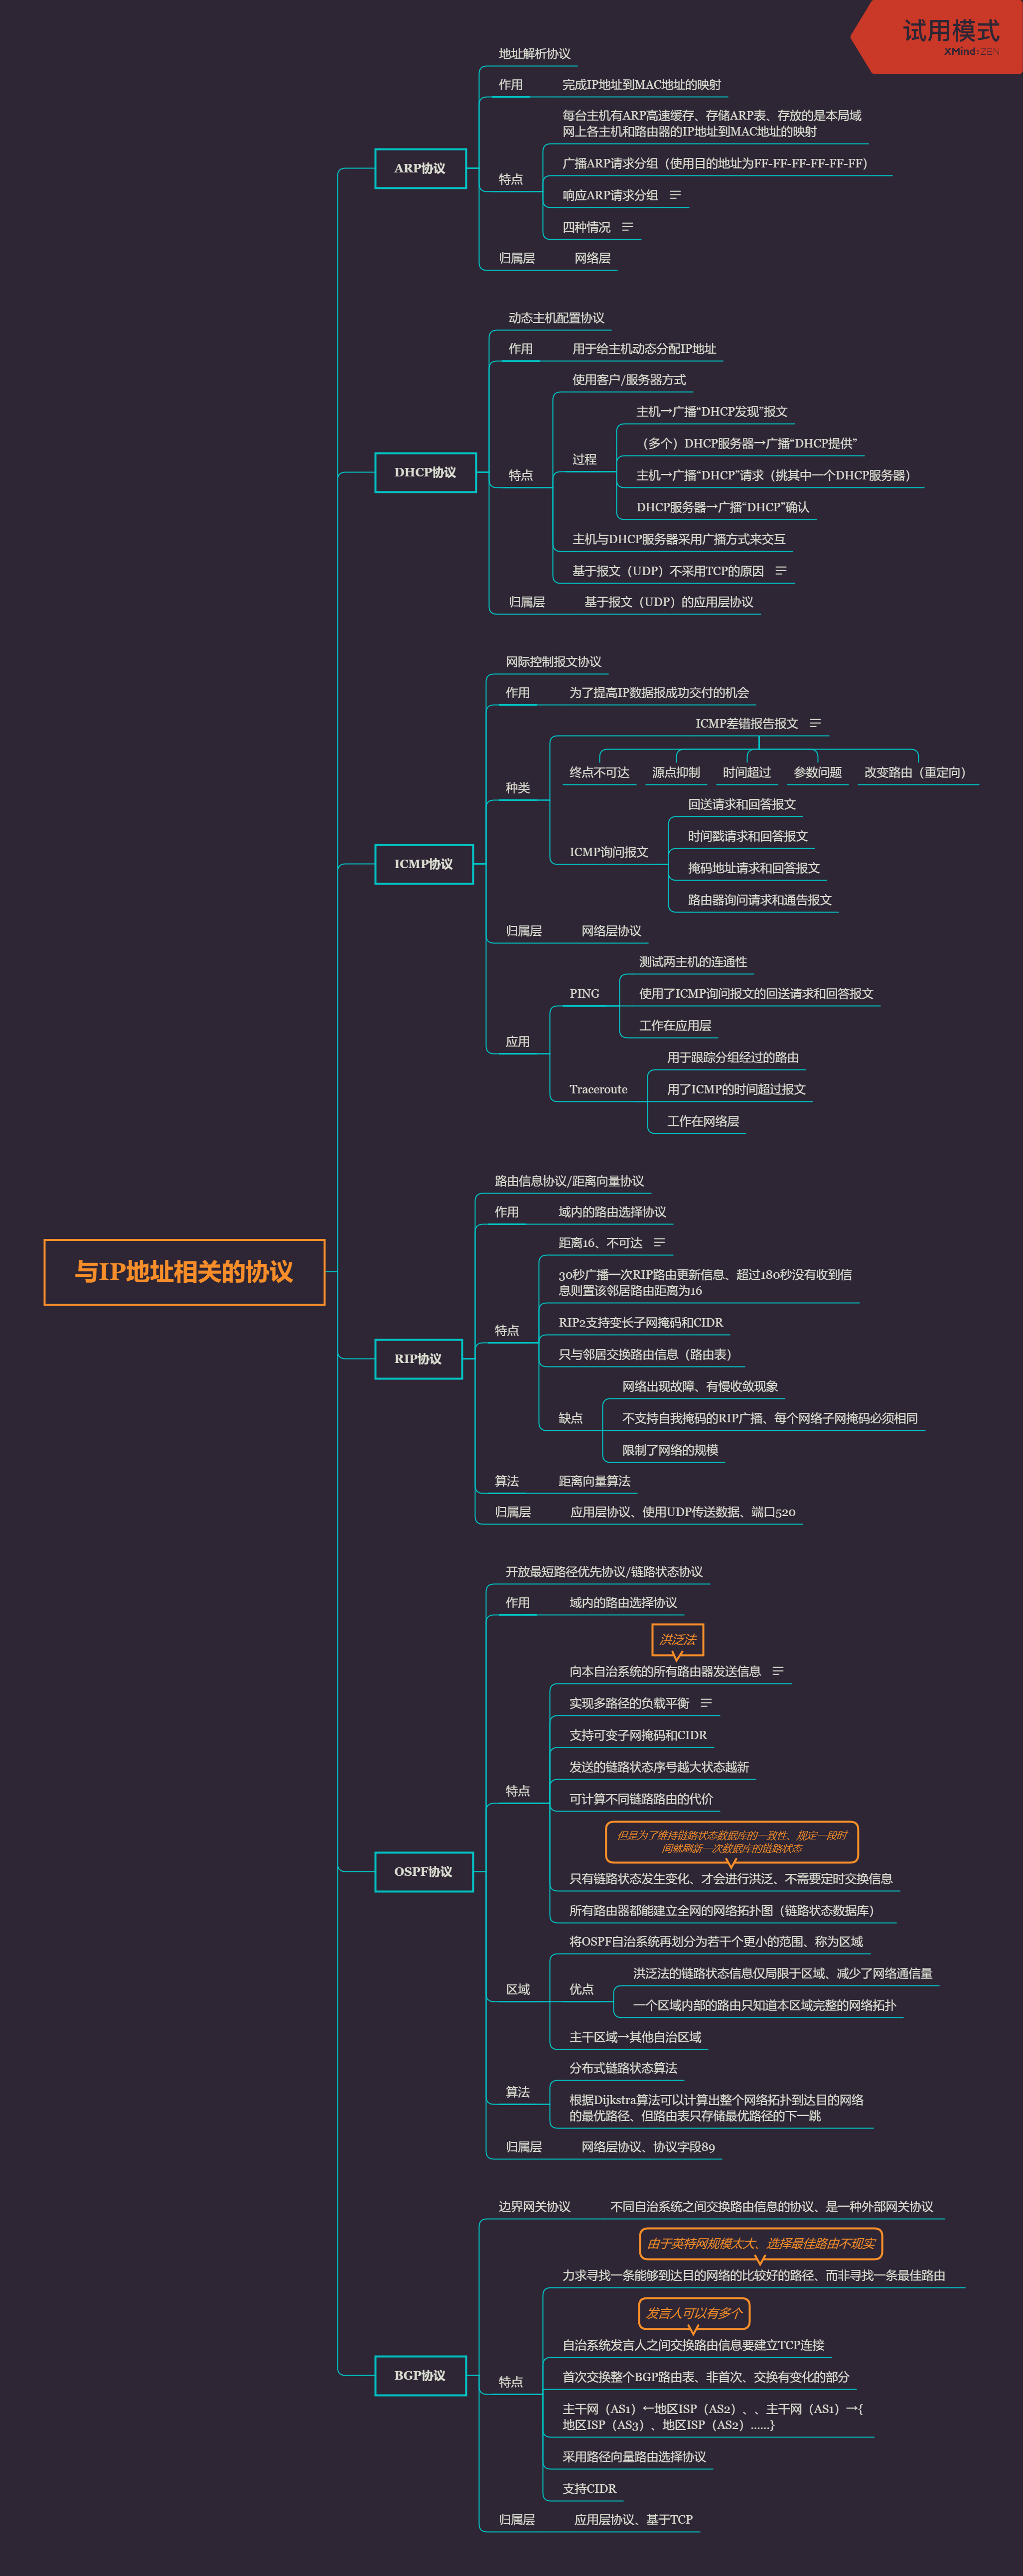 试用模式
XMind:ZEN
与IP地址相关的协议
ARP协议
地址解析协议
作用
完成IP地址到MAC地址的映射
特点
每台主机有ARP高速缓存、存储ARP表、存放的是本局域
网上各主机和路由器的IP地址到MAC地址的映射
广播ARP请求分组（使用目的地址为FF-FF-FF-FF-FF-FF）
响应ARP请求分组
四种情况
归属层
网络层
DHCP协议
动态主机配置协议
作用
用于给主机动态分配IP地址
特点
使用客户/服务器方式
过程
主机→广播“DHCP发现”报文
（多个）DHCP服务器→广播“DHCP提供”
主机→广播“DHCP”请求（挑其中一个DHCP服务器）
DHCP服务器→广播“DHCP”确认
主机与DHCP服务器采用广播方式来交互
基于报文（UDP）不采用TCP的原因
归属层
基于报文（UDP）的应用层协议
ICMP协议
网际控制报文协议
作用
为了提高IP数据报成功交付的机会
种类
ICMP差错报告报文
终点不可达
源点抑制
时间超过
参数问题
改变路由（重定向）
ICMP询问报文
回送请求和回答报文
时间戳请求和回答报文
掩码地址请求和回答报文
路由器询问请求和通告报文
归属层
网络层协议
应用
PING
测试两主机的连通性
使用了ICMP询问报文的回送请求和回答报文
工作在应用层
Traceroute
用于跟踪分组经过的路由
用了ICMP的时间超过报文
工作在网络层
RIP协议
路由信息协议/距离向量协议
作用
域内的路由选择协议
特点
距离16、不可达
30秒广播一次RIP路由更新信息、超过180秒没有收到信
息则置该邻居路由距离为16
RIP2支持变长子网掩码和CIDR
只与邻居交换路由信息（路由表）
缺点
网络出现故障、有慢收敛现象
不支持自我掩码的RIP广播、每个网络子网掩码必须相同
限制了网络的规模
算法
距离向量算法
归属层
应用层协议、使用UDP传送数据、端口520
OSPF协议
开放最短路径优先协议/链路状态协议
作用
域内的路由选择协议
特点
洪泛法
向本自治系统的所有路由器发送信息
实现多路径的负载平衡
支持可变子网掩码和CIDR
发送的链路状态序号越大状态越新
可计算不同链路路由的代价
但是为了维持链路状态数据库的一致性、规定一段时
间就刷新一次数据库的链路状态
只有链路状态发生变化、才会进行洪泛、不需要定时交换信息
所有路由器都能建立全网的网络拓扑图（链路状态数据库）
区域
将OSPF自治系统再划分为若干个更小的范围、称为区域
优点
洪泛法的链路状态信息仅局限于区域、减少了网络通信量
一个区域内部的路由只知道本区域完整的网络拓扑
主干区域→其他自治区域
算法
分布式链路状态算法
根据Dijkstra算法可以计算出整个网络拓扑到达目的网络
的最优路径、但路由表只存储最优路径的下一跳
归属层
网络层协议、协议字段89
BGP协议
边界网关协议
不同自治系统之间交换路由信息的协议、是一种外部网关协议
特点
由于英特网规模太大、选择最佳路由不现实
力求寻找一条能够到达目的网络的比较好的路径、而非寻找一条最佳路由
发言人可以有多个
自治系统发言人之间交换路由信息要建立TCP连接
首次交换整个BGP路由表、非首次、交换有变化的部分
主干网（AS1）←地区ISP（AS2）、、主干网（AS1）→{
地区ISP（AS3）、地区ISP（AS2）……}
采用路径向量路由选择协议
支持CIDR
归属层
应用层协议、基于TCP